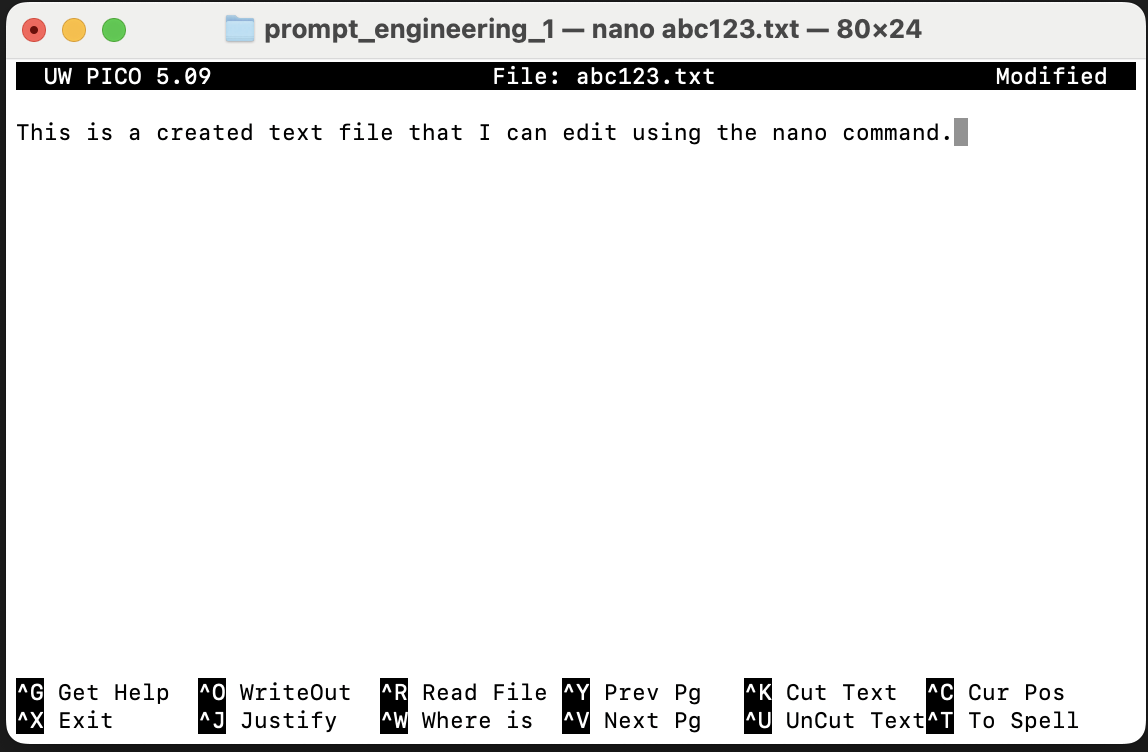 prompt_engineering_1 — nano abc123.txt — 80×24
UW PICO 5.09 File: abc123.txt Modified
This is a created text file that I can edit using the nano command.
^G Get Help ^O WriteOut ^R Read File ^Y Prev Pg ^K Cut Text ^C Cur Pos
^X Exit ^J Justify ^W Where is ^V Next Pg ^U UnCut Text ^T To Spell